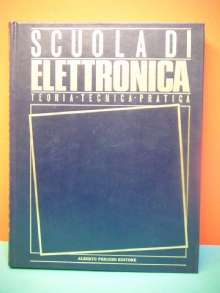 SCUOLA DI
ELETTRONICA
TEORIA·TECNICA·PRATICA
ALBERTO PERUZZO EDITORE